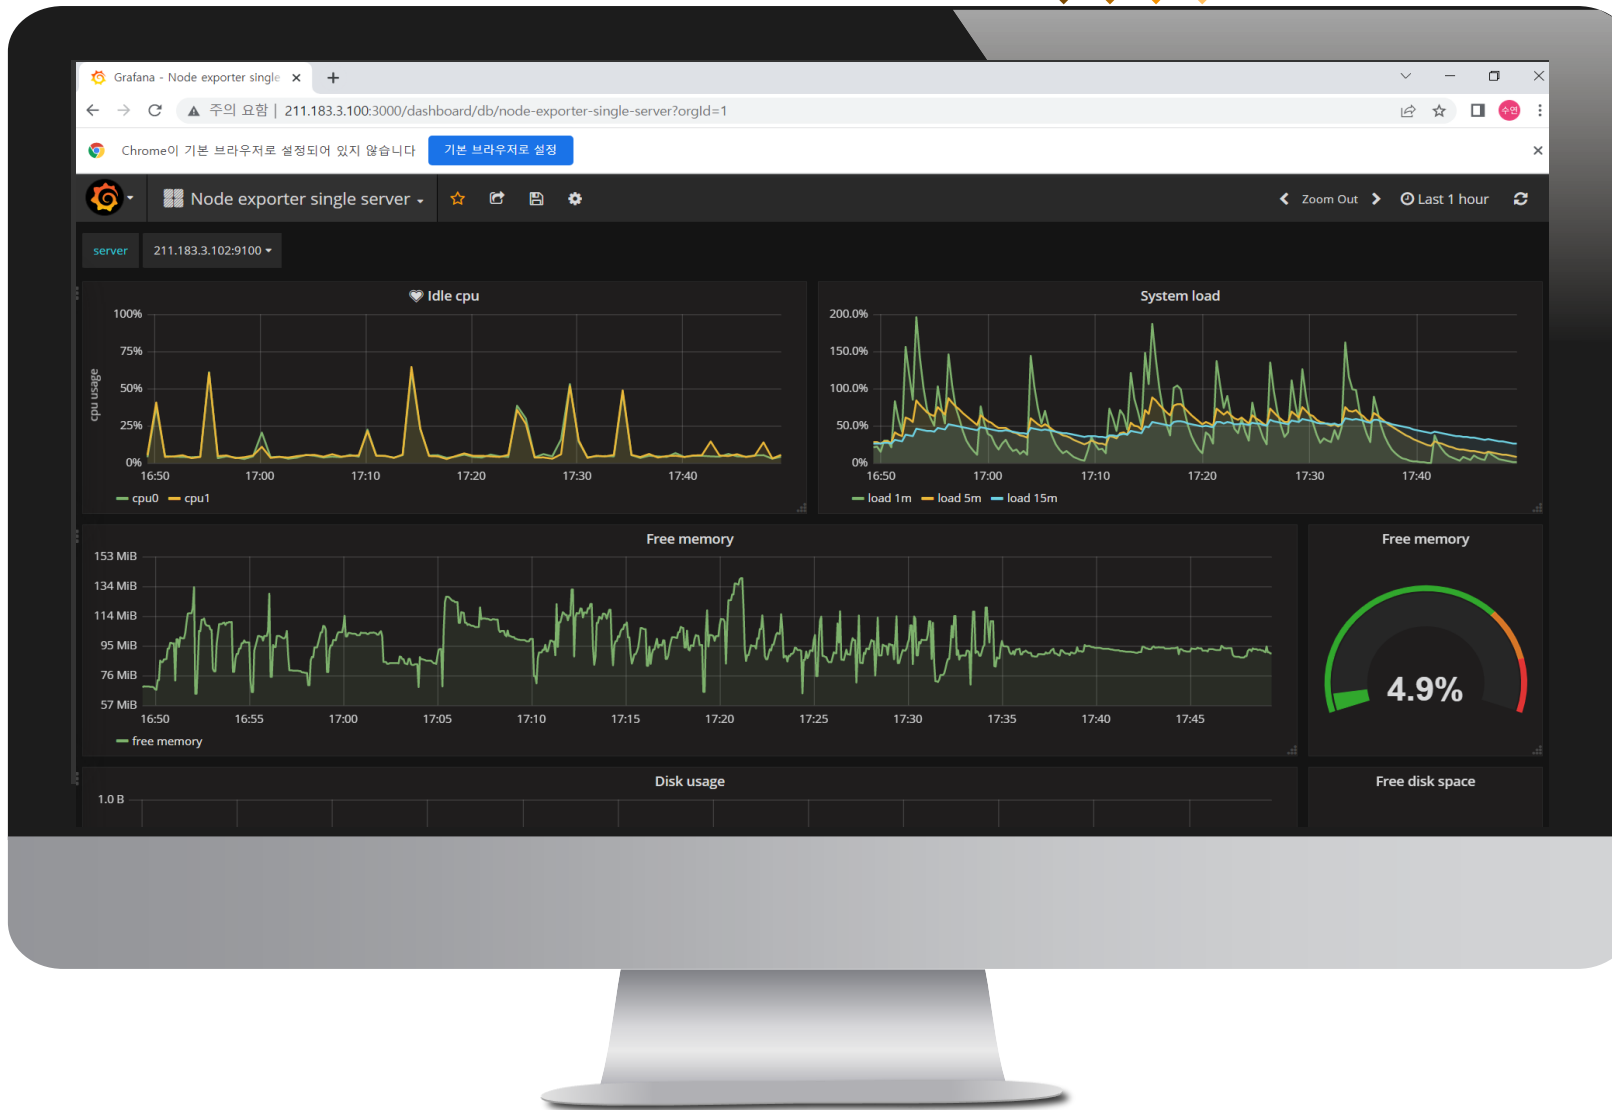 Grafana - Node exporter single
주의 요함 | 211.183.3.100:3000/dashboard/db/node-exporter-single-server?orgId=1
수연
Chrome이 기본 브라우저로 설정되어 있지 않습니다 기본 브라우저로 설정
Node exporter single server
Zoom Out Last 1 hour
server 211.183.3.102:9100
Idle cpu
cpu usage
100%
75%
50%
25%
0%
16:50 17:00 17:10 17:20 17:30 17:40
cpu0 cpu1
System load
200.0%
150.0%
100.0%
50.0%
0%
16:50 17:00 17:10 17:20 17:30 17:40
load 1m load 5m load 15m
Free memory
153 MiB
134 MiB
114 MiB
95 MiB
76 MiB
57 MiB
16:50 16:55 17:00 17:05 17:10 17:15 17:20 17:25 17:30 17:35 17:40 17:45
free memory
Free memory
4.9%
Disk usage
1.0 B
Free disk space